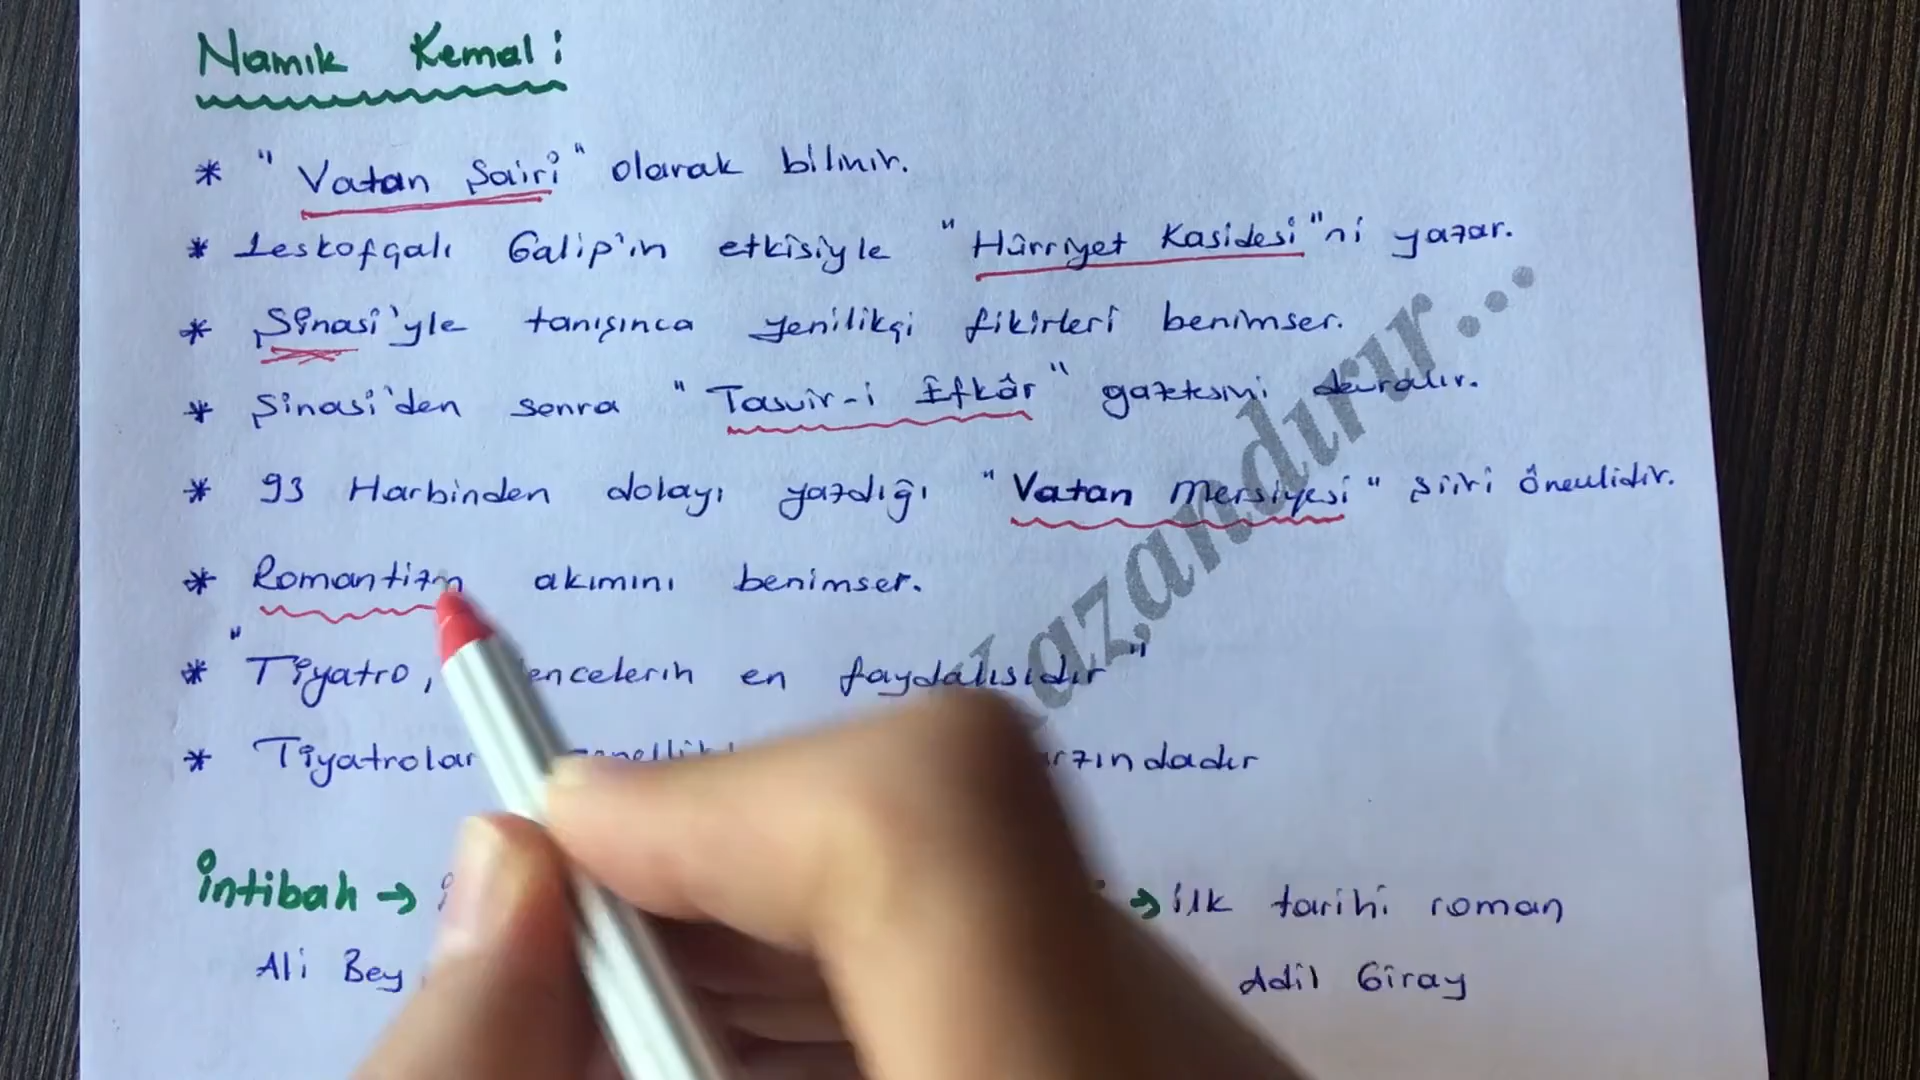 Namık Kemal:
* "Vatan Şairi" olarak bilinir.
* Leskofçalı Galip'in etkisiyle "Hürriyet Kasidesi"ni yazar.
* Şinasi'yle tanışınca yenilikçi fikirleri benimser.
* Şinasi'den sonra "Tasvir-i Efkâr" gazetesini devralır.
* 93 Harbinden dolayı yazdığı "Vatan Mersiyesi" şiiri önemlidir.
* Romantizm akımını benimser.
* "Tiyatro, en faydalısıdır"
* Tiyatrolar
İntibah → → ilk tarihi roman
Ali Bey Adil Giray
Kazandırır...